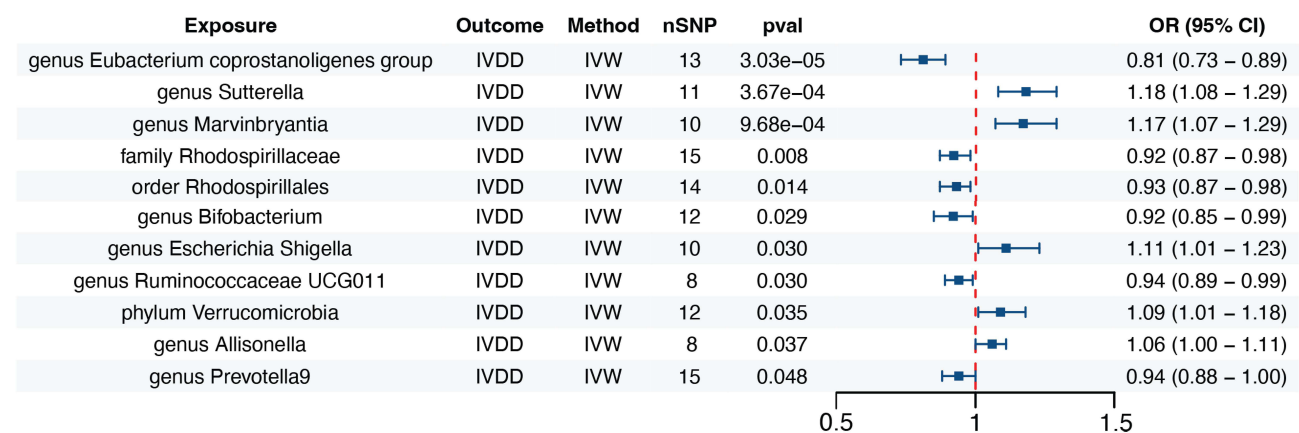 Exposure Outcome Method nSNP pval OR (95% CI)
genus Eubacterium coprostanoligenes group IVDD IVW 13 3.03e−05 0.81 (0.73 − 0.89)
genus Sutterella IVDD IVW 11 3.67e−04 1.18 (1.08 − 1.29)
genus Marvinbryantia IVDD IVW 10 9.68e−04 1.17 (1.07 − 1.29)
family Rhodospirillaceae IVDD IVW 15 0.008 0.92 (0.87 − 0.98)
order Rhodospirillales IVDD IVW 14 0.014 0.93 (0.87 − 0.98)
genus Bifobacterium IVDD IVW 12 0.029 0.92 (0.85 − 0.99)
genus Escherichia Shigella IVDD IVW 10 0.030 1.11 (1.01 − 1.23)
genus Ruminococcaceae UCG011 IVDD IVW 8 0.030 0.94 (0.89 − 0.99)
phylum Verrucomicrobia IVDD IVW 12 0.035 1.09 (1.01 − 1.18)
genus Allisonella IVDD IVW 8 0.037 1.06 (1.00 − 1.11)
genus Prevotella9 IVDD IVW 15 0.048 0.94 (0.88 − 1.00)
0.5 1 1.5